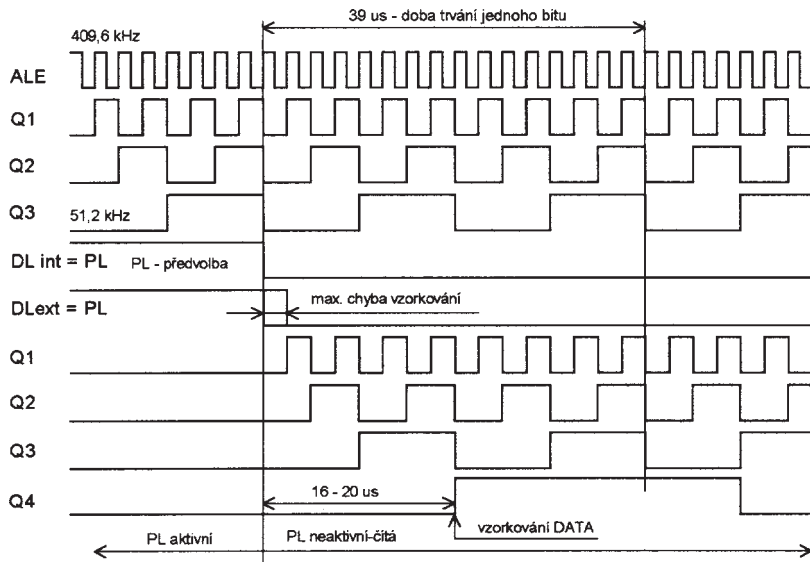 39 us - doba trvání jednoho bitu
409,6 kHz
ALE
Q1
Q2
Q3
51,2 kHz
DL int = PL
PL - předvolba
DLext = PL
max. chyba vzorkování
Q1
Q2
Q3
Q4
16 - 20 us
vzorkování DATA
PL aktivní
PL neaktivní-čítá